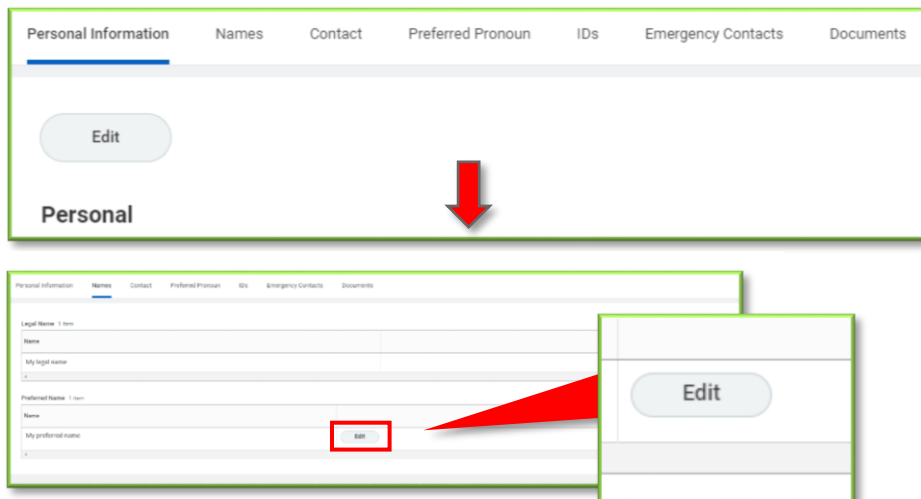 Personal Information Names Contact Preferred Pronoun IDs Emergency Contacts Documents
Edit
Personal
Personal Information Names Contact Preferred Pronoun IDs Emergency Contacts Documents
Legal Name 1 item
Name
My legal name
Preferred Name 1 item
Name
My preferred name Edit
Edit